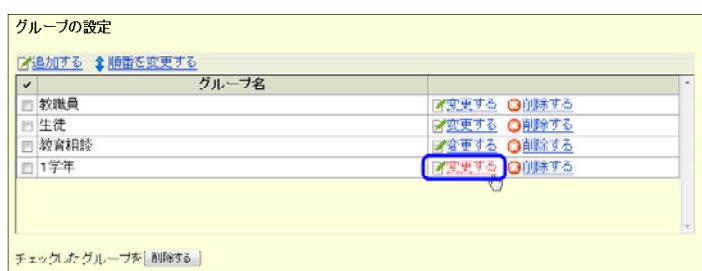 グループの設定
追加する 順番を変更する
グループ名
教職員 変更する 削除する
生徒 変更する 削除する
教育相談 変更する 削除する
1学年 変更する 削除する
チェックしたグループを 削除する